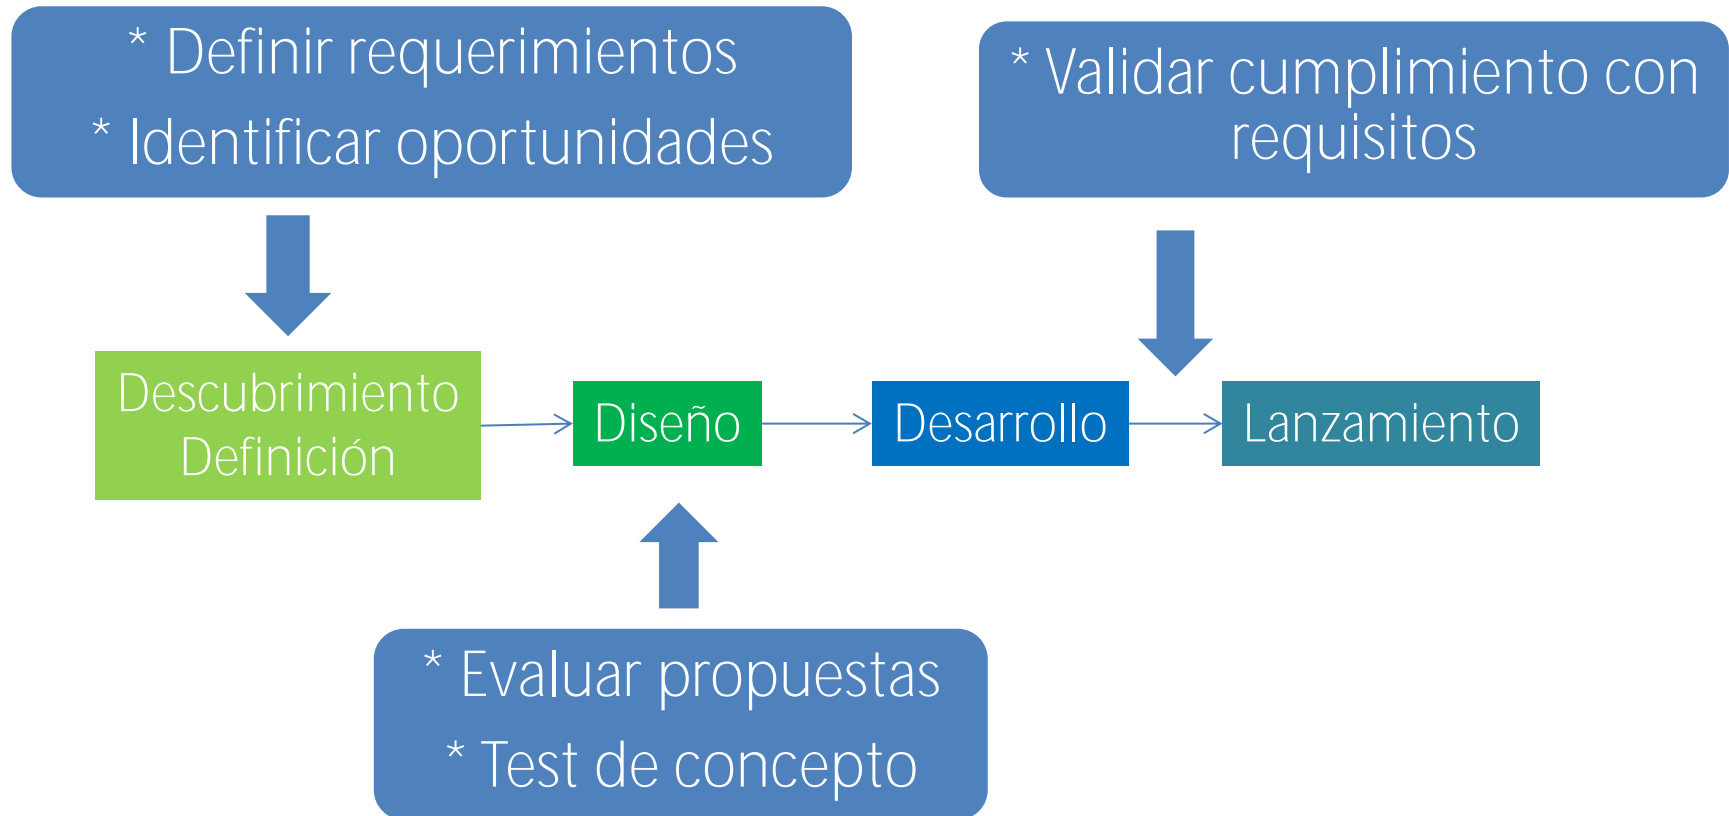 * Definir requerimientos
* Identificar oportunidades
* Validar cumplimiento con
requisitos
Descubrimiento
Definición
Diseño
Desarrollo
Lanzamiento
* Evaluar propuestas
* Test de concepto